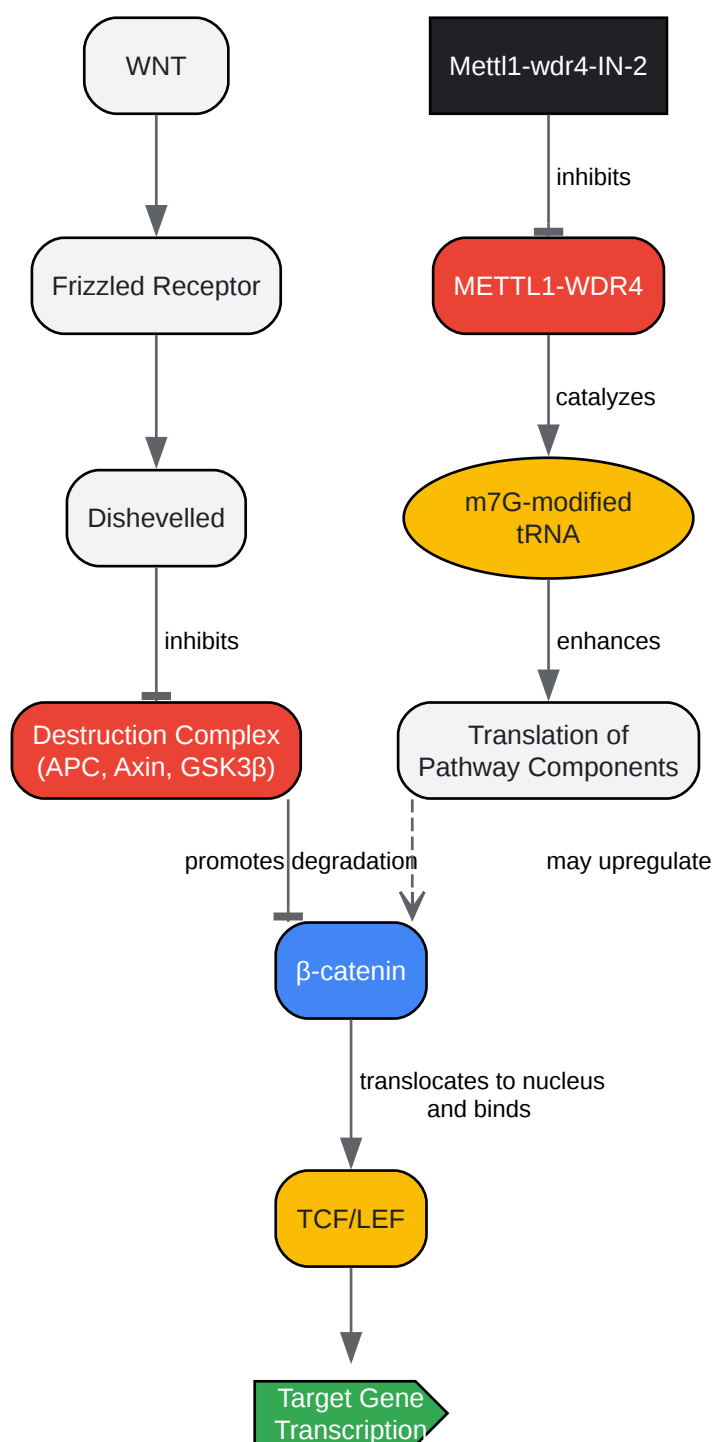 WNT
Mettl1-wdr4-IN-2
inhibits
Frizzled Receptor
METTL1-WDR4
catalyzes
Dishevelled
m7G-modified
tRNA
inhibits
enhances
Destruction Complex
(APC, Axin, GSK3β)
Translation of
Pathway Components
promotes degradation
may upregulate
β-catenin
translocates to nucleus
and binds
TCF/LEF
Target Gene
Transcription